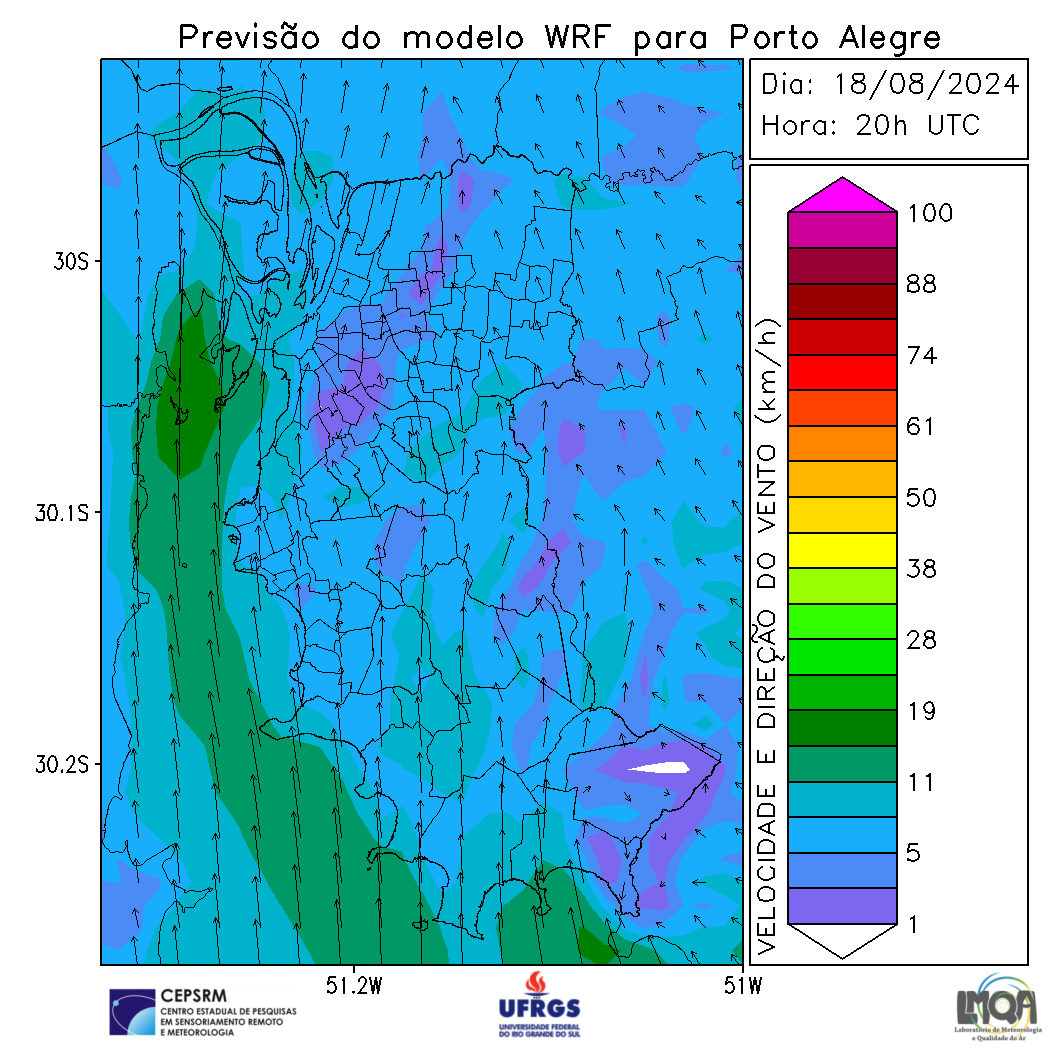 Previsão do modelo WRF para Porto Alegre
Dia: 18/08/2024
Hora: 20h UTC
30S
30.1S
30.2S
51.2W
51W
VELOCIDADE E DIREÇÃO DO VENTO (km/h)
100
88
74
61
50
38
28
19
11
5
1
CEPSRM
CENTRO ESTADUAL DE PESQUISAS
EM SENSORIAMENTO REMOTO
E METEOROLOGIA
UFRGS
UNIVERSIDADE FEDERAL
DO RIO GRANDE DO SUL
LMQA
Laboratório de Meteorologia
e Qualidade do Ar